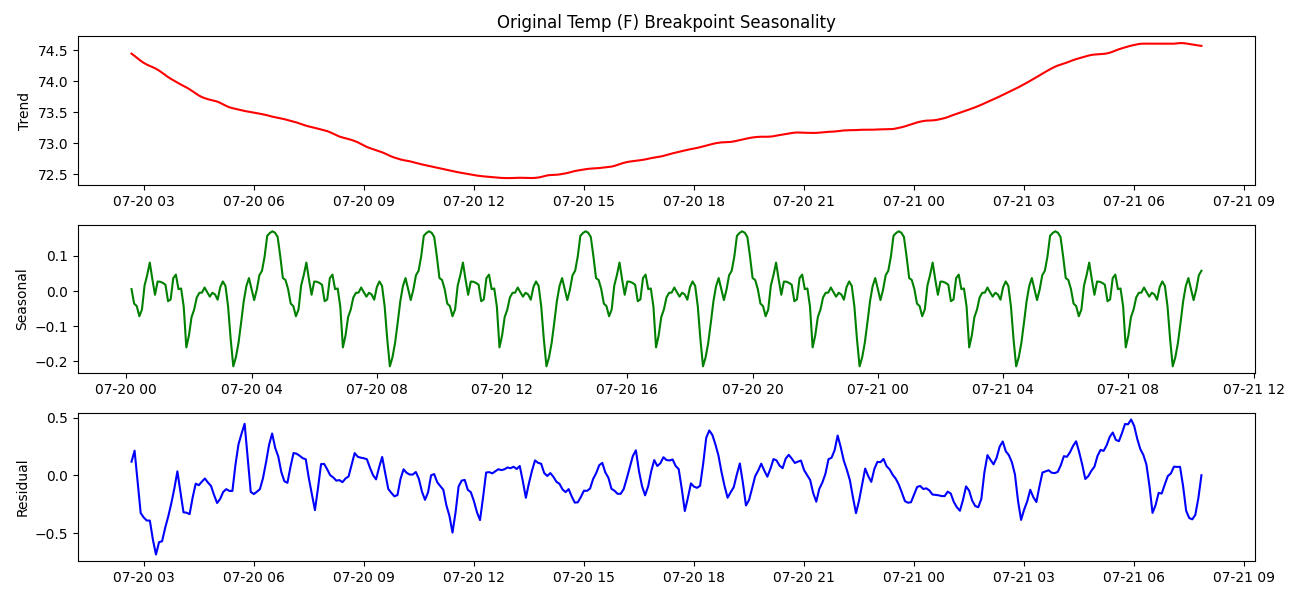 Original Temp (F) Breakpoint Seasonality
Trend
74.5
74.0
73.5
73.0
72.5
07-20 03 07-20 06 07-20 09 07-20 12 07-20 15 07-20 18 07-20 21 07-21 00 07-21 03 07-21 06 07-21 09
Seasonal
0.1
0.0
−0.1
−0.2
07-20 00 07-20 04 07-20 08 07-20 12 07-20 16 07-20 20 07-21 00 07-21 04 07-21 08 07-21 12
Residual
0.5
0.0
−0.5
07-20 03 07-20 06 07-20 09 07-20 12 07-20 15 07-20 18 07-20 21 07-21 00 07-21 03 07-21 06 07-21 09